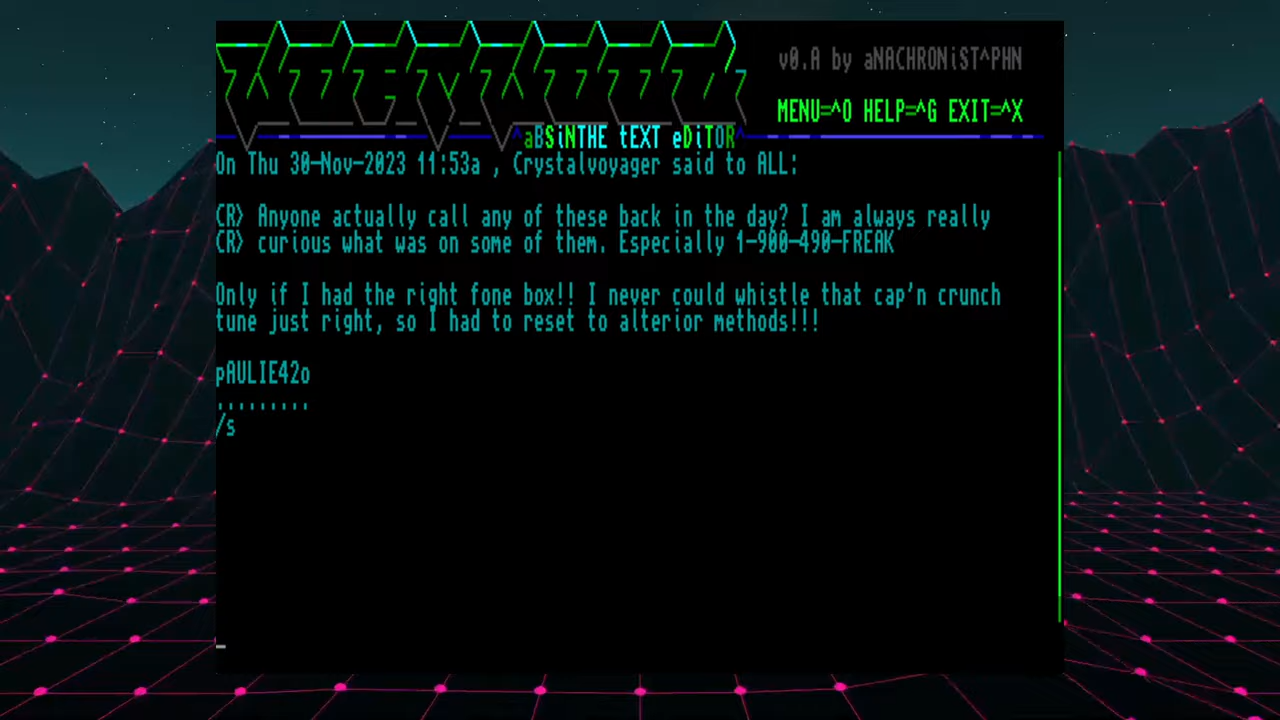 v0.A by aNACHRONiST^PHN
MENU=^O HELP=^G EXIT=^X
^aBSiNTHE tEXT eDiTOR^
On Thu 30-Nov-2023 11:53a , Crystalvoyager said to ALL:
CR> Anyone actually call any of these back in the day? I am always really
CR> curious what was on some of them. Especially 1-900-490-FREAK
Only if I had the right fone box!! I never could whistle that cap'n crunch
tune just right, so I had to reset to alterior methods!!!
pAULIE42o
.........
/s